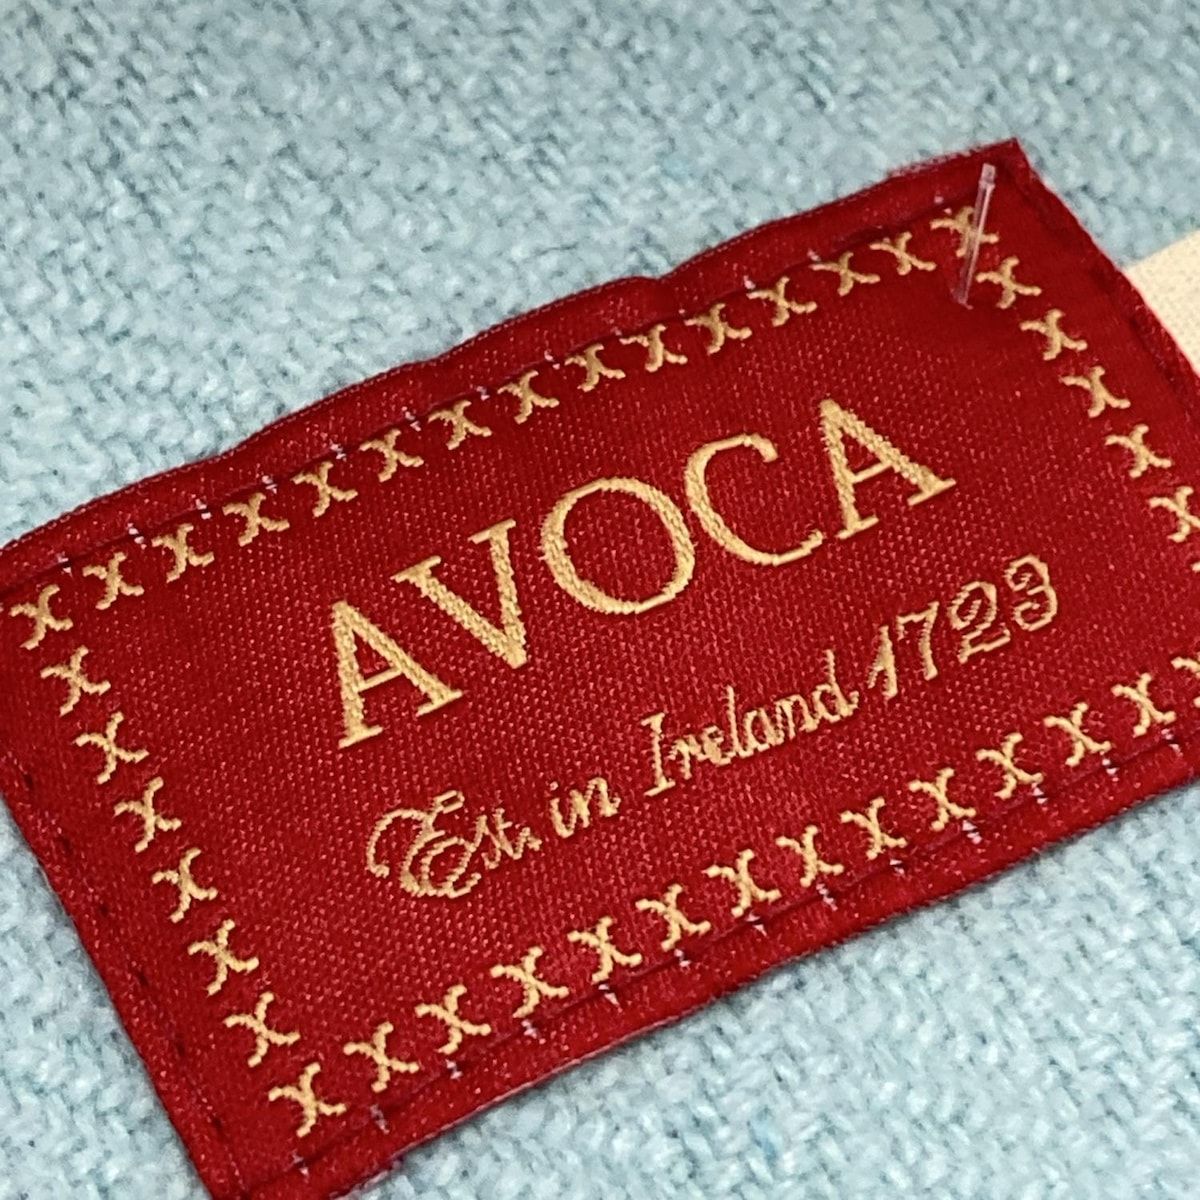 AVOCA
Est. in Ireland 1723